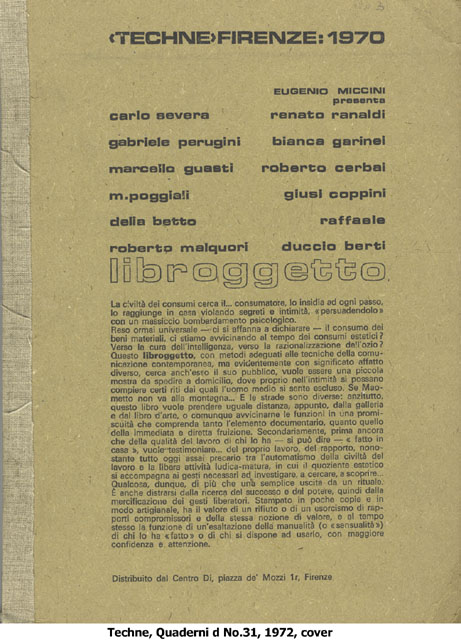 ‹TECHNE›FIRENZE:1970
EUGENIO MICCINI
presenta
carlo severa renato ranaldi
gabriele perugini bianca garinei
marcello guasti roberto cerbai
m.poggiali giusi coppini
delia betto raffaele
roberto malquori duccio berti
libroggetto
La civiltà dei consumi cerca il... consumatore, lo insidia ad ogni passo,
lo raggiunge in casa violando segreti e intimità, «persuadendolo»
con un massiccio bombardamento psicologico.
Reso ormai universale — ci si affanna a dichiarare — il consumo dei
beni materiali, ci stiamo avvicinando al tempo dei consumi estetici?
Verso la cura dell'intelligenza, verso la razionalizzazione dell'ozio?
Questo libroggetto, con metodi adeguati alle tecniche della comu-
nicazione contemporanea, ma evidentemente con significato affatto
diverso, cerca anch'esso il suo pubblico, vuole essere una piccola
mostra da spedire a domicilio, dove proprio nell'intimità si possano
compiere certi riti dai quali l'uomo medio si sente escluso. Se Mao-
metto non va alla montagna... E le strade sono diverse: anzitutto,
questo libro vuole prendere uguale distanza, appunto, dalla galleria
e dal libro d'arte, o comunque avvicinarne le funzioni in una promi-
scuità che comprenda tanto l'elemento documentario, quanto quello
della immediata e diretta fruizione. Secondariamente, prima ancora
che della qualità del lavoro di chi lo ha — si può dire — « fatto in
casa », vuole testimoniare... del proprio lavoro, del rapporto, nono-
stante tutto oggi assai precario tra l'automatismo della civiltà del
lavoro e la libera attività ludica-matura, in cui il quoziente estetico
si accompagna ai gesti necessari ad investigare, a cercare, a scoprire...
Qualcosa, dunque, di più che una semplice uscita da un rituale.
È anche distrarsi dalla ricerca del successo e del potere, quindi dalla
mercificazione dei gesti liberatori. Stampato in poche copie e in
modo artigianale, ha il valore di un rifiuto o di un esorcismo di rap-
porti compromissori e della stessa nozione di valore, e al tempo
stesso la funzione di un'esaltazione della manualità (o «sensualità»)
di chi lo ha «fatto» o di chi si dispone ad usarlo, con maggiore
confidenza e attenzione.
Distribuito dal Centro Di, piazza de' Mozzi 1r, Firenze
Techne, Quaderni d No.31, 1972, cover